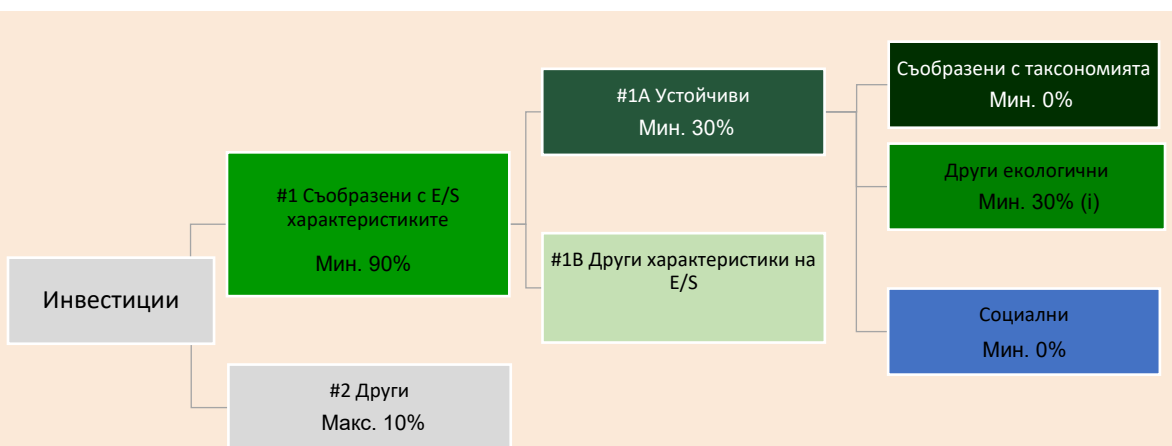 Инвестиции
#1 Съобразени с E/S
характеристиките
Мин. 90%
#2 Други
Макс. 10%
#1A Устойчиви
Мин. 30%
#1B Други характеристики на
E/S
Съобразени с таксономията
Мин. 0%
Други екологични
Мин. 30% (i)
Социални
Мин. 0%